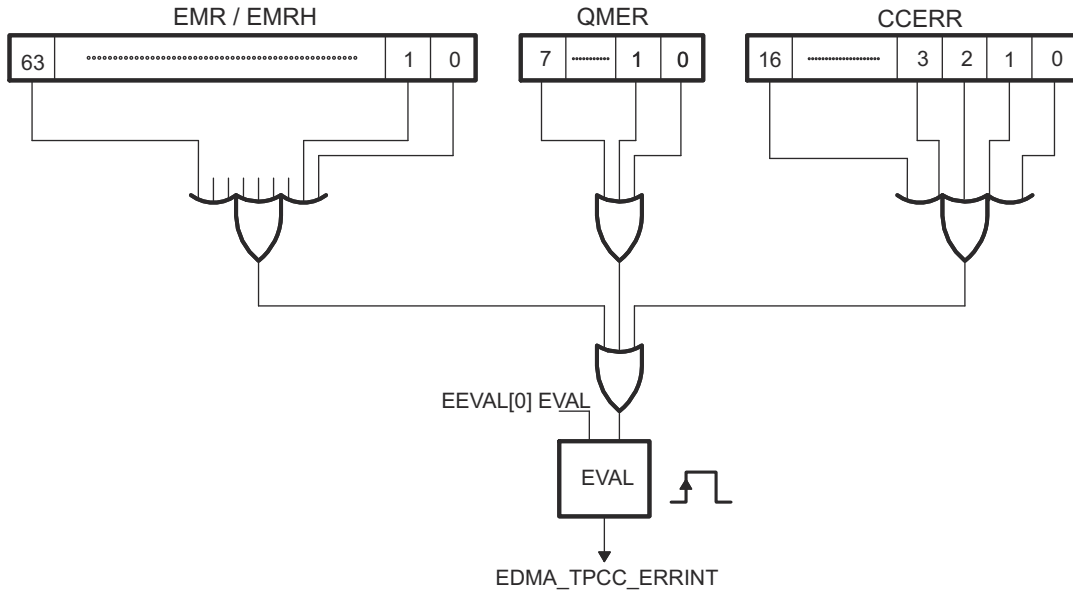 EMR / EMRH
QMER
CCERR
63 1 0
7 1 0
16 3 2 1 0
EEVAL[0] EVAL
EVAL
EDMA_TPCC_ERRINT